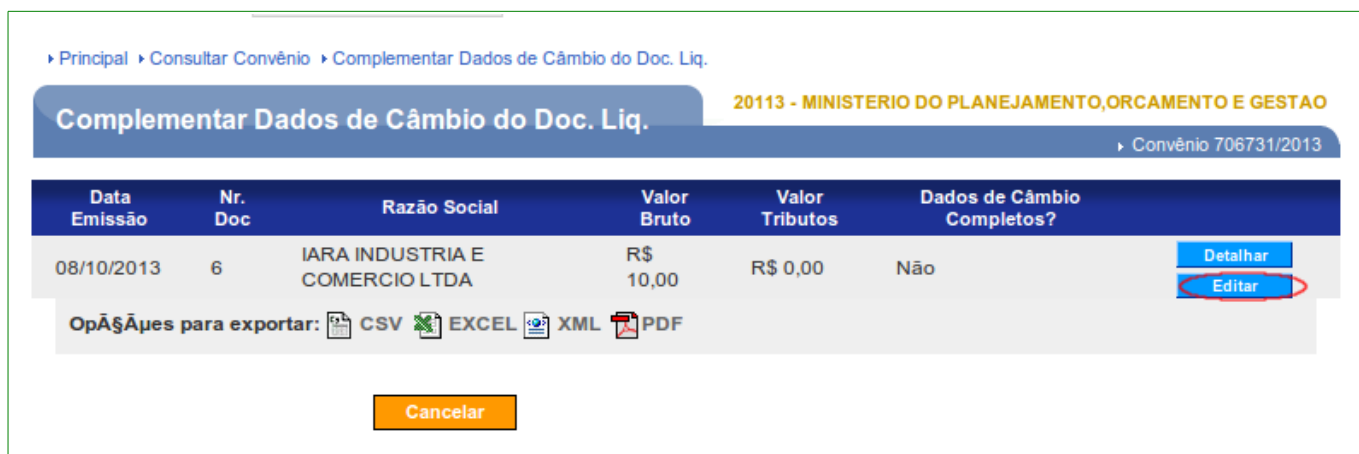 Principal Consultar Convênio Complementar Dados de Câmbio do Doc. Liq.
20113 - MINISTERIO DO PLANEJAMENTO,ORCAMENTO E GESTAO
Complementar Dados de Câmbio do Doc. Liq.
Convênio 706731/2013
Data Emissão Nr. Doc Razão Social Valor Bruto Valor Tributos Dados de Câmbio Completos?
08/10/2013 6 IARA INDUSTRIA E COMERCIO LTDA R$ 10,00 R$ 0,00 Não Detalhar
Editar
OpÃ§Ãµes para exportar: CSV EXCEL XML PDF
Cancelar